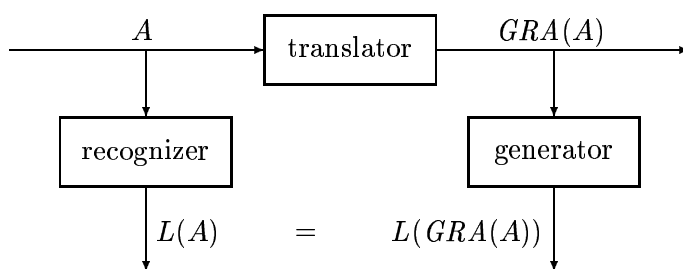 A GRA(A)
translator
recognizer generator
L(A) = L(GRA(A))